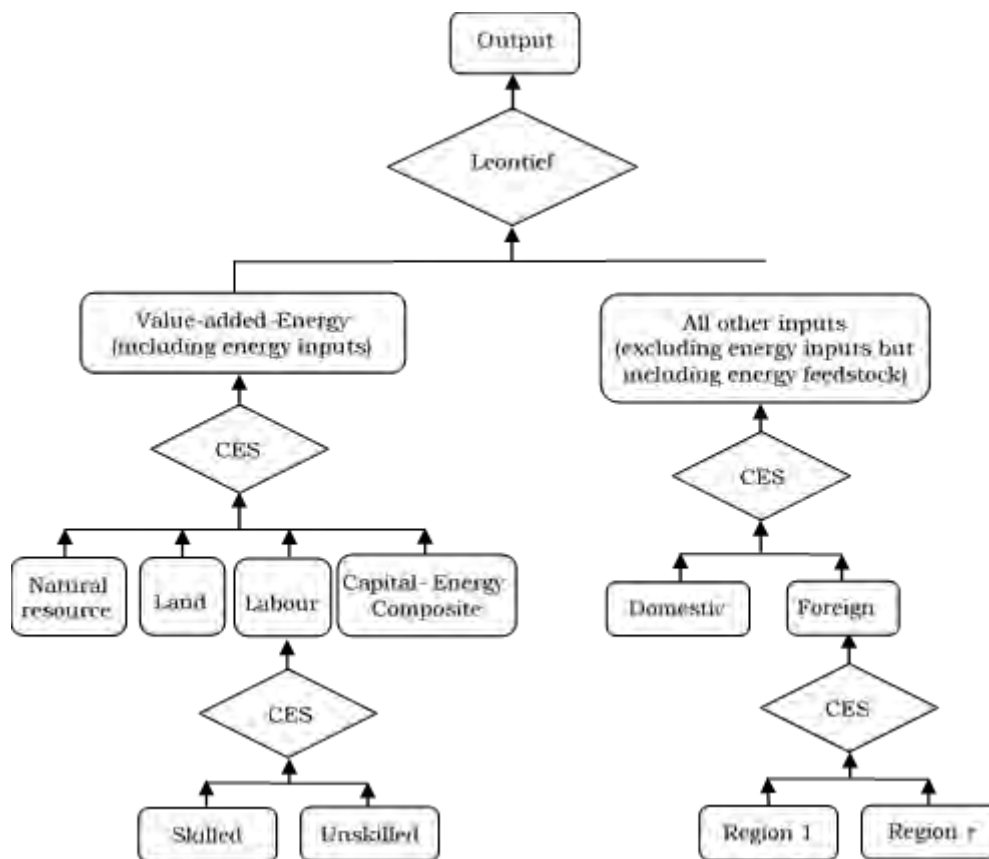 Output
Leontief
Value-added-Energy
(including energy inputs)
All other inputs
(excluding energy inputs but
including energy feedstock)
CES
CES
Natural
resource
Land
Labour
Capital-Energy
Composite
Domestic
Foreign
CES
CES
Skilled
Unskilled
Region 1
Region r